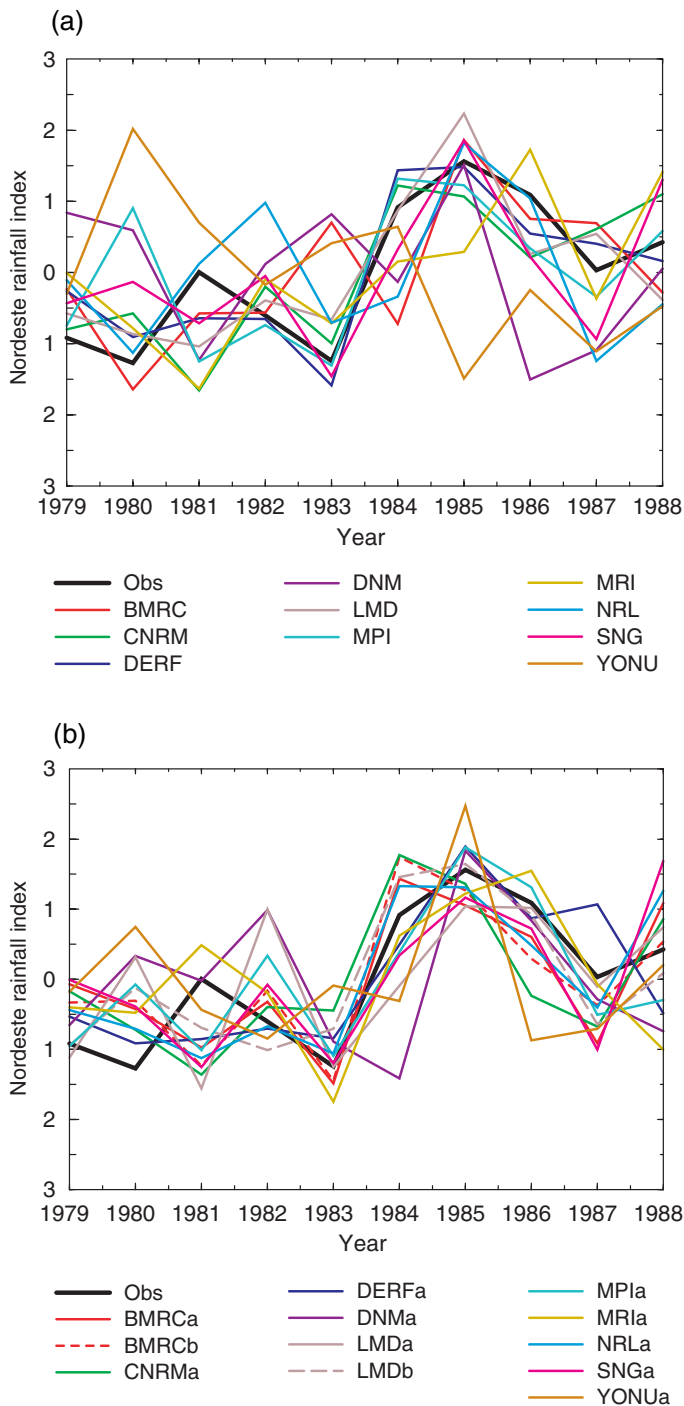 (a)
3
2
1
0
1
2
3
Nordeste rainfall index
1979 1980 1981 1982 1983 1984 1985 1986 1987 1988
Year
Obs DNM MRI
BMRC LMD NRL
CNRM MPI SNG
DERF YONU
(b)
3
2
1
0
1
2
3
Nordeste rainfall index
1979 1980 1981 1982 1983 1984 1985 1986 1987 1988
Year
Obs DERFa MPIa
BMRCa DNMa MRIa
BMRCb LMDa NRLa
CNRMa LMDb SNGa
YONUa